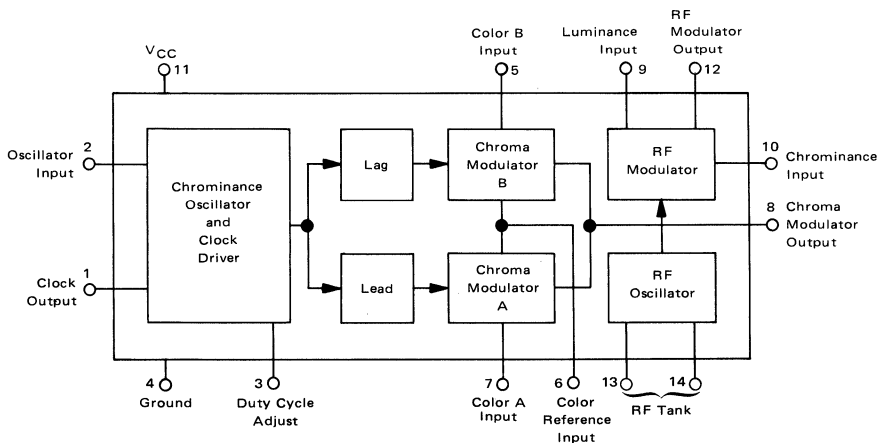 VCC
11
Color B
Input
5
Luminance
Input
9
RF
Modulator
Output
12
Oscillator
Input
2
Chrominance
Oscillator
and
Clock
Driver
Lag
Chroma
Modulator
B
RF
Modulator
10
Chrominance
Input
8
Chroma
Modulator
Output
Clock
Output
1
Lead
Chroma
Modulator
A
RF
Oscillator
4
Ground
3
Duty Cycle
Adjust
7
Color A
Input
6
Color
Reference
Input
13
14
RF Tank